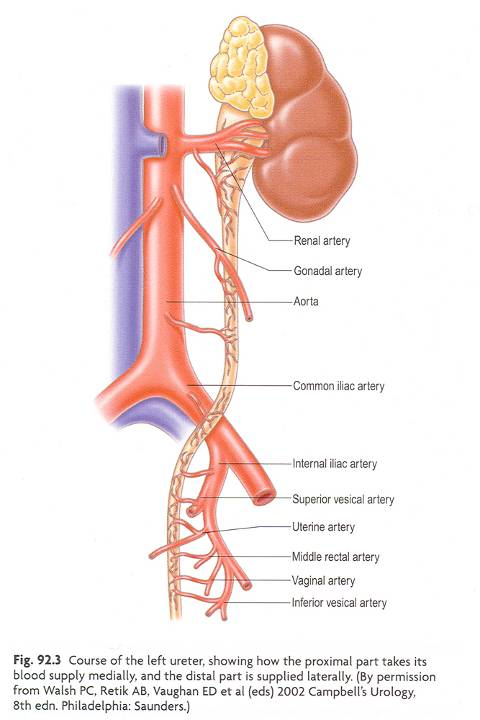 Renal artery
Gonadal artery
Aorta
Common iliac artery
Internal iliac artery
Superior vesical artery
Uterine artery
Middle rectal artery
Vaginal artery
Inferior vesical artery
Fig. 92.3 Course of the left ureter, showing how the proximal part takes its
blood supply medially, and the distal part is supplied laterally. (By permission
from Walsh PC, Retik AB, Vaughan ED et al (eds) 2002 Campbell's Urology,
8th edn. Philadelphia: Saunders.)